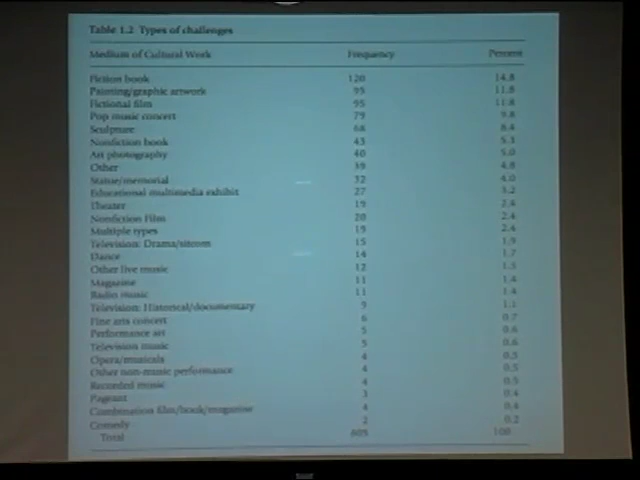 Table 1.2 Types of challenges
Medium of Cultural Work Frequency Percent
Fiction book 120 14.8
Painting/graphic artwork 95 11.8
Fictional film 95 11.8
Pop music concert 79 9.8
Sculpture 68 8.4
Nonfiction book 43 5.3
Art photography 40 5.0
Other 39 4.8
Statue/memorial 32 4.0
Educational multimedia exhibit 27 3.2
Theater 19 2.4
Nonfiction Film 20 2.4
Multiple types 19 2.4
Television: Drama/sitcom 15 1.9
Dance 14 1.7
Other live music 12 1.5
Magazine 11 1.4
Radio music 11 1.4
Television: Historical/documentary 9 1.1
Fine arts concert 6 0.7
Performance art 5 0.6
Television music 5 0.6
Opera/musicals 4 0.5
Other non-music performance 4 0.5
Recorded music 4 0.5
Pageant 3 0.4
Combination film/book/magazine 4 0.4
Comedy 2 0.2
Total 100